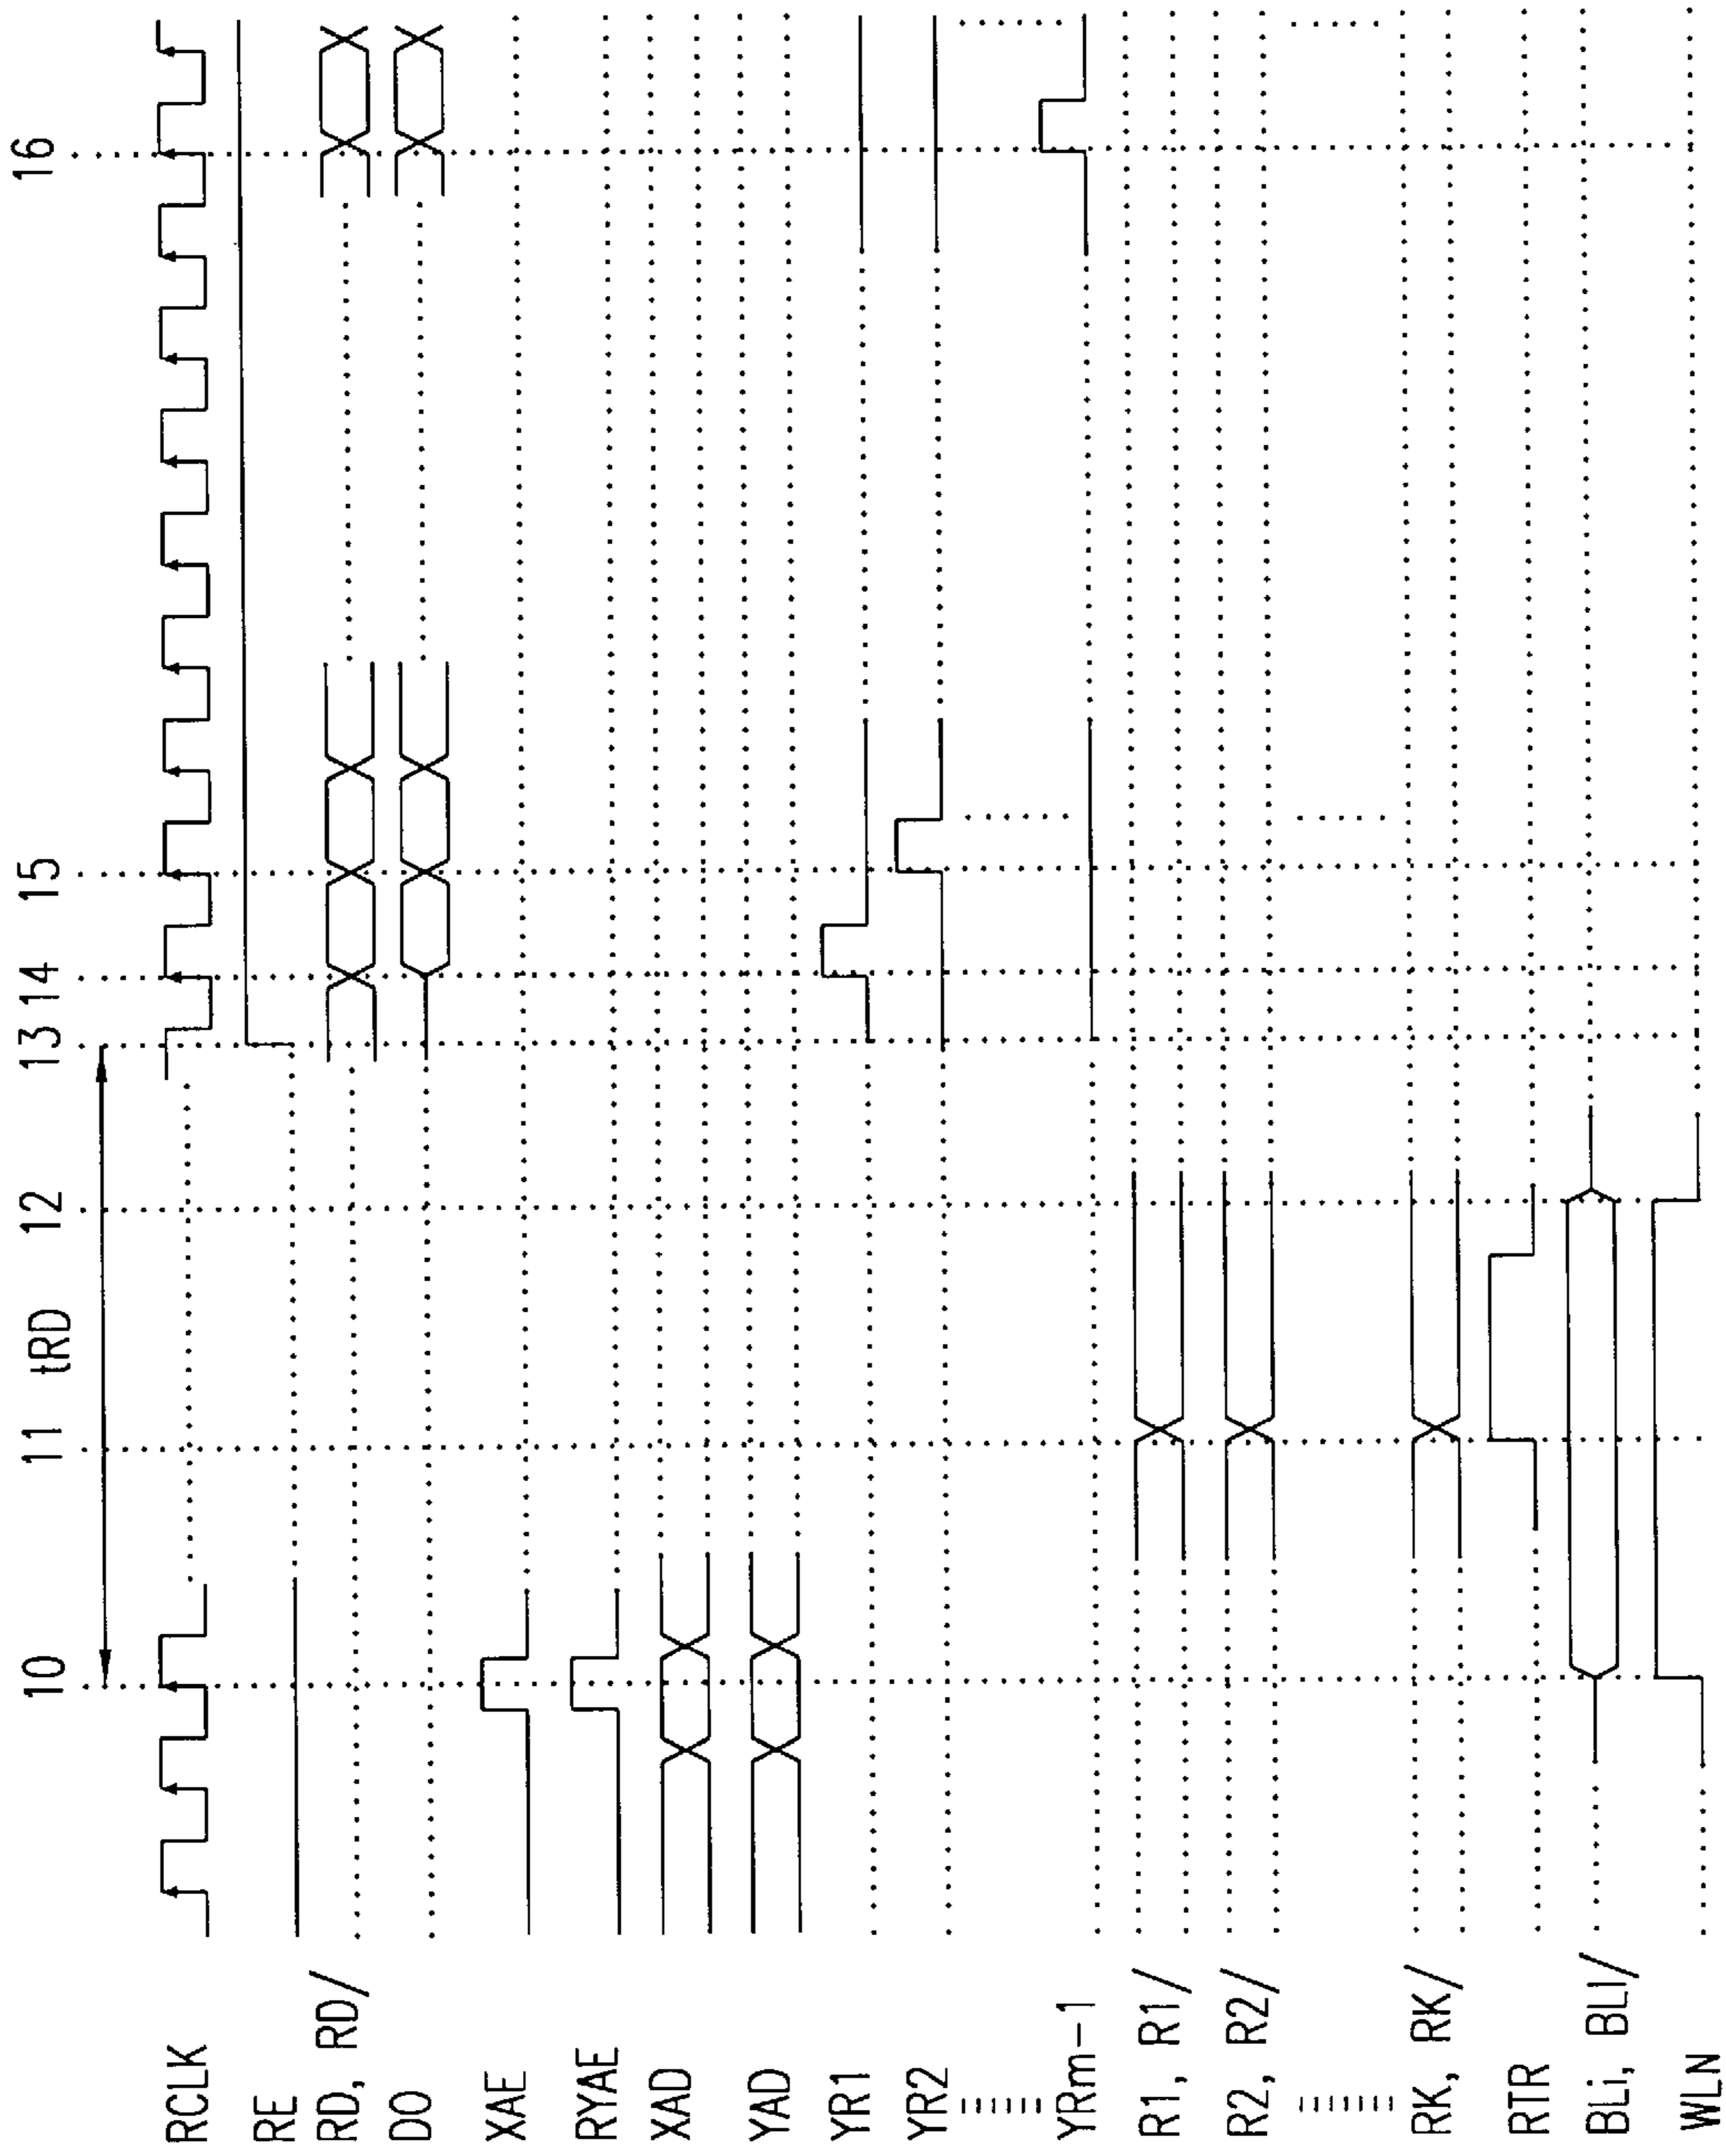 10 11 tRD 12 13 14 15 16
RCLK
RE
RD, RD/
DO
XAE
RYAE
XAD
YAD
YR1
YR2
YRm-1
R1, R1/
R2, R2/
RK, RK/
RTR
BLi, BLI/
WLN